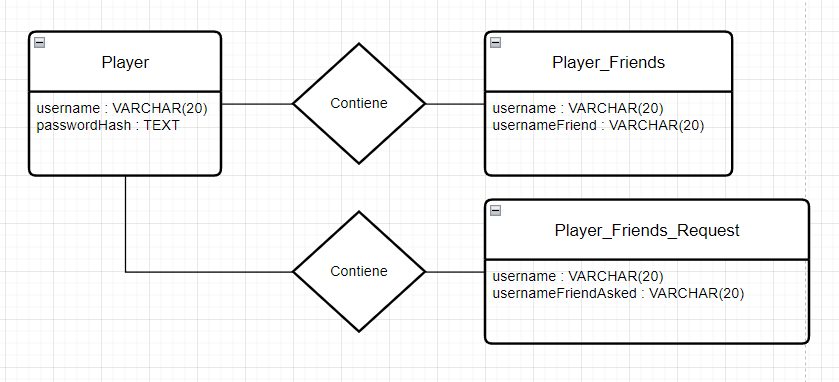 Player
username : VARCHAR(20)
passwordHash : TEXT
Contiene
Player_Friends
username : VARCHAR(20)
usernameFriend : VARCHAR(20)
Contiene
Player_Friends_Request
username : VARCHAR(20)
usernameFriendAsked : VARCHAR(20)